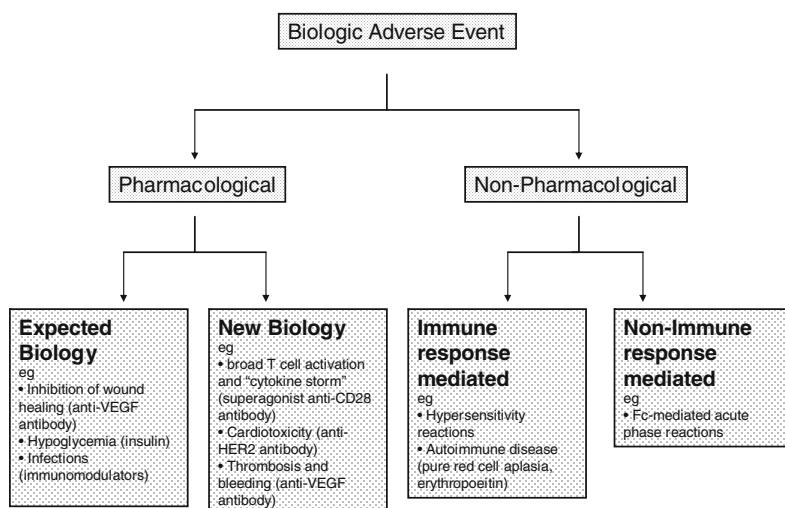 Biologic Adverse Event
Pharmacological
Non-Pharmacological
Expected
Biology
eg
• Inhibition of wound
healing (anti-VEGF
antibody)
• Hypoglycemia (insulin)
• Infections
(immunomodulators)
New Biology
eg
• broad T cell activation
and “cytokine storm”
(superagonist anti-CD28
antibody)
• Cardiotoxicity (anti-
HER2 antibody)
• Thrombosis and
bleeding (anti-VEGF
antibody)
Immune
response
mediated
eg
• Hypersensitivity
reactions
• Autoimmune disease
(pure red cell aplasia,
erythropoeitin)
Non-Immune
response
mediated
eg
• Fc-mediated acute
phase reactions